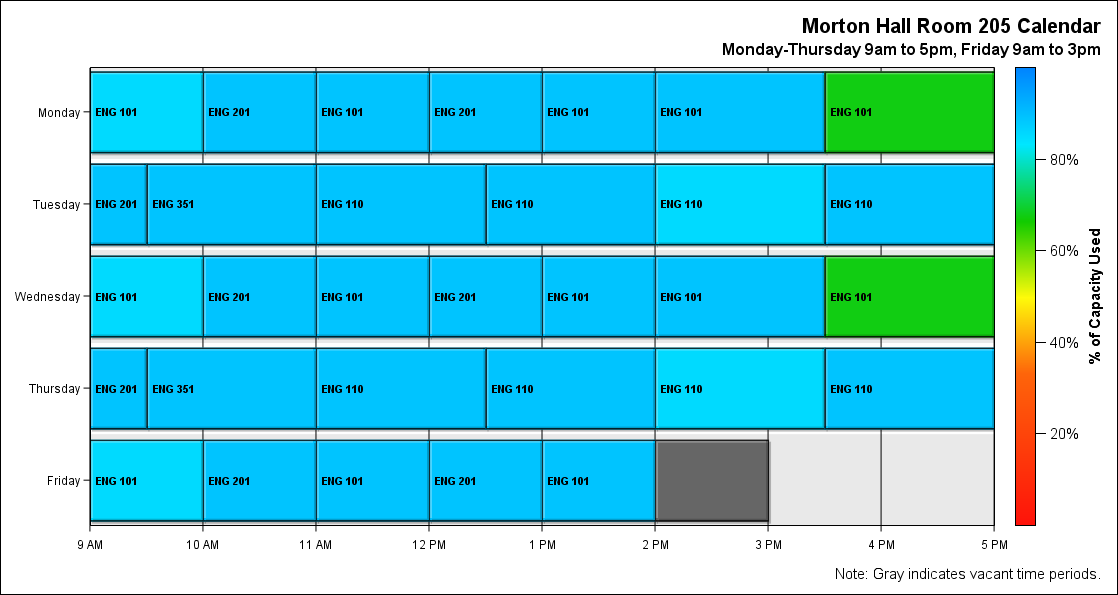 Morton Hall Room 205 Calendar
Monday-Thursday 9am to 5pm, Friday 9am to 3pm
Monday ENG 101 ENG 201 ENG 101 ENG 201 ENG 101 ENG 101 ENG 101
80%
Tuesday ENG 201 ENG 351 ENG 110 ENG 110 ENG 110 ENG 110
60%
Wednesday ENG 101 ENG 201 ENG 101 ENG 201 ENG 101 ENG 101 ENG 101
% of Capacity Used
40%
Thursday ENG 201 ENG 351 ENG 110 ENG 110 ENG 110 ENG 110
20%
Friday ENG 101 ENG 201 ENG 101 ENG 201 ENG 101
9 AM 10 AM 11 AM 12 PM 1 PM 2 PM 3 PM 4 PM 5 PM
Note: Gray indicates vacant time periods.